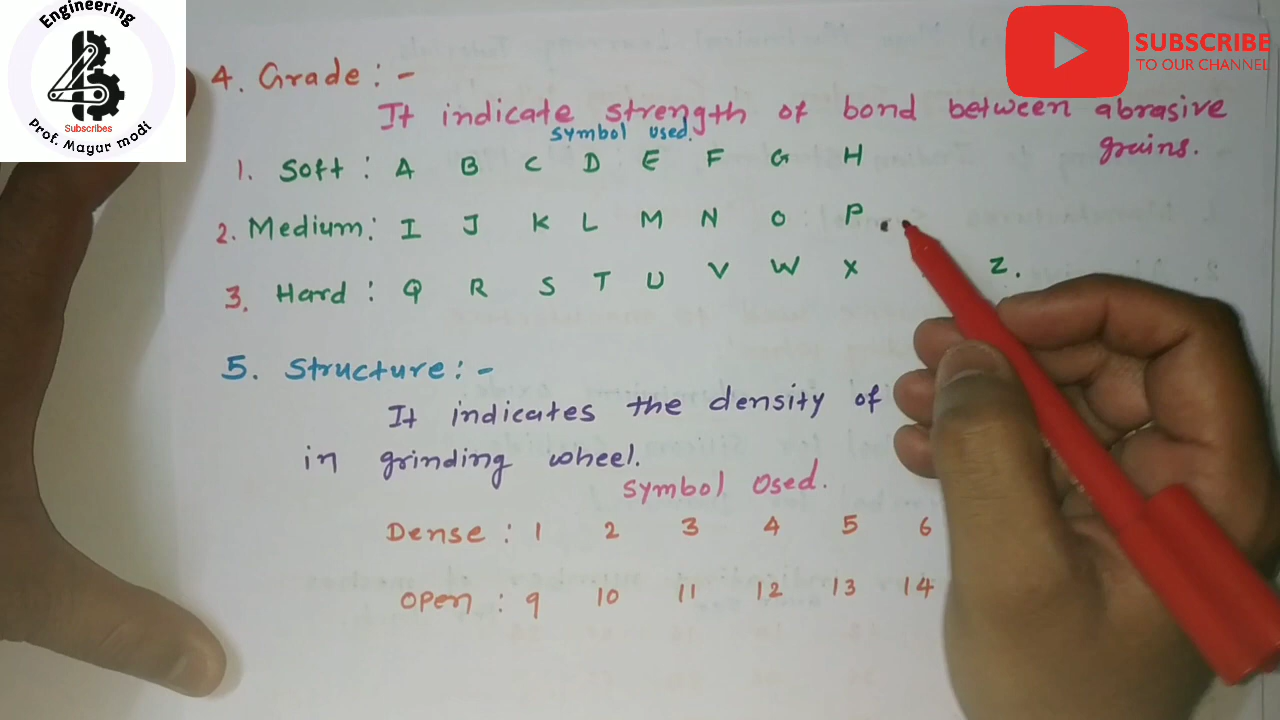 Engineering
Subscribes
Prof. Mayur modi
SUBSCRIBE
TO OUR CHANNEL
4. Grade : -
It indicate strength of bond between abrasive
grains.
symbol used.
1. Soft : A B C D E F G H
2. Medium : I J K L M N O P
3. Hard : Q R S T U V W X Z.
5. Structure : -
It indicates the density of
in grinding wheel.
Symbol Used.
Dense : 1 2 3 4 5 6
Open : 9 10 11 12 13 14